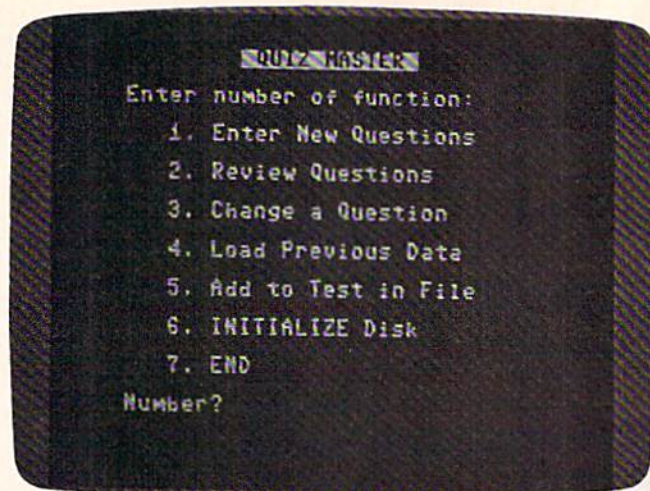 QUIZ MASTER
Enter number of function:
1. Enter New Questions
2. Review Questions
3. Change a Question
4. Load Previous Data
5. Add to Test in File
6. INITIALIZE Disk
7. END
Number?